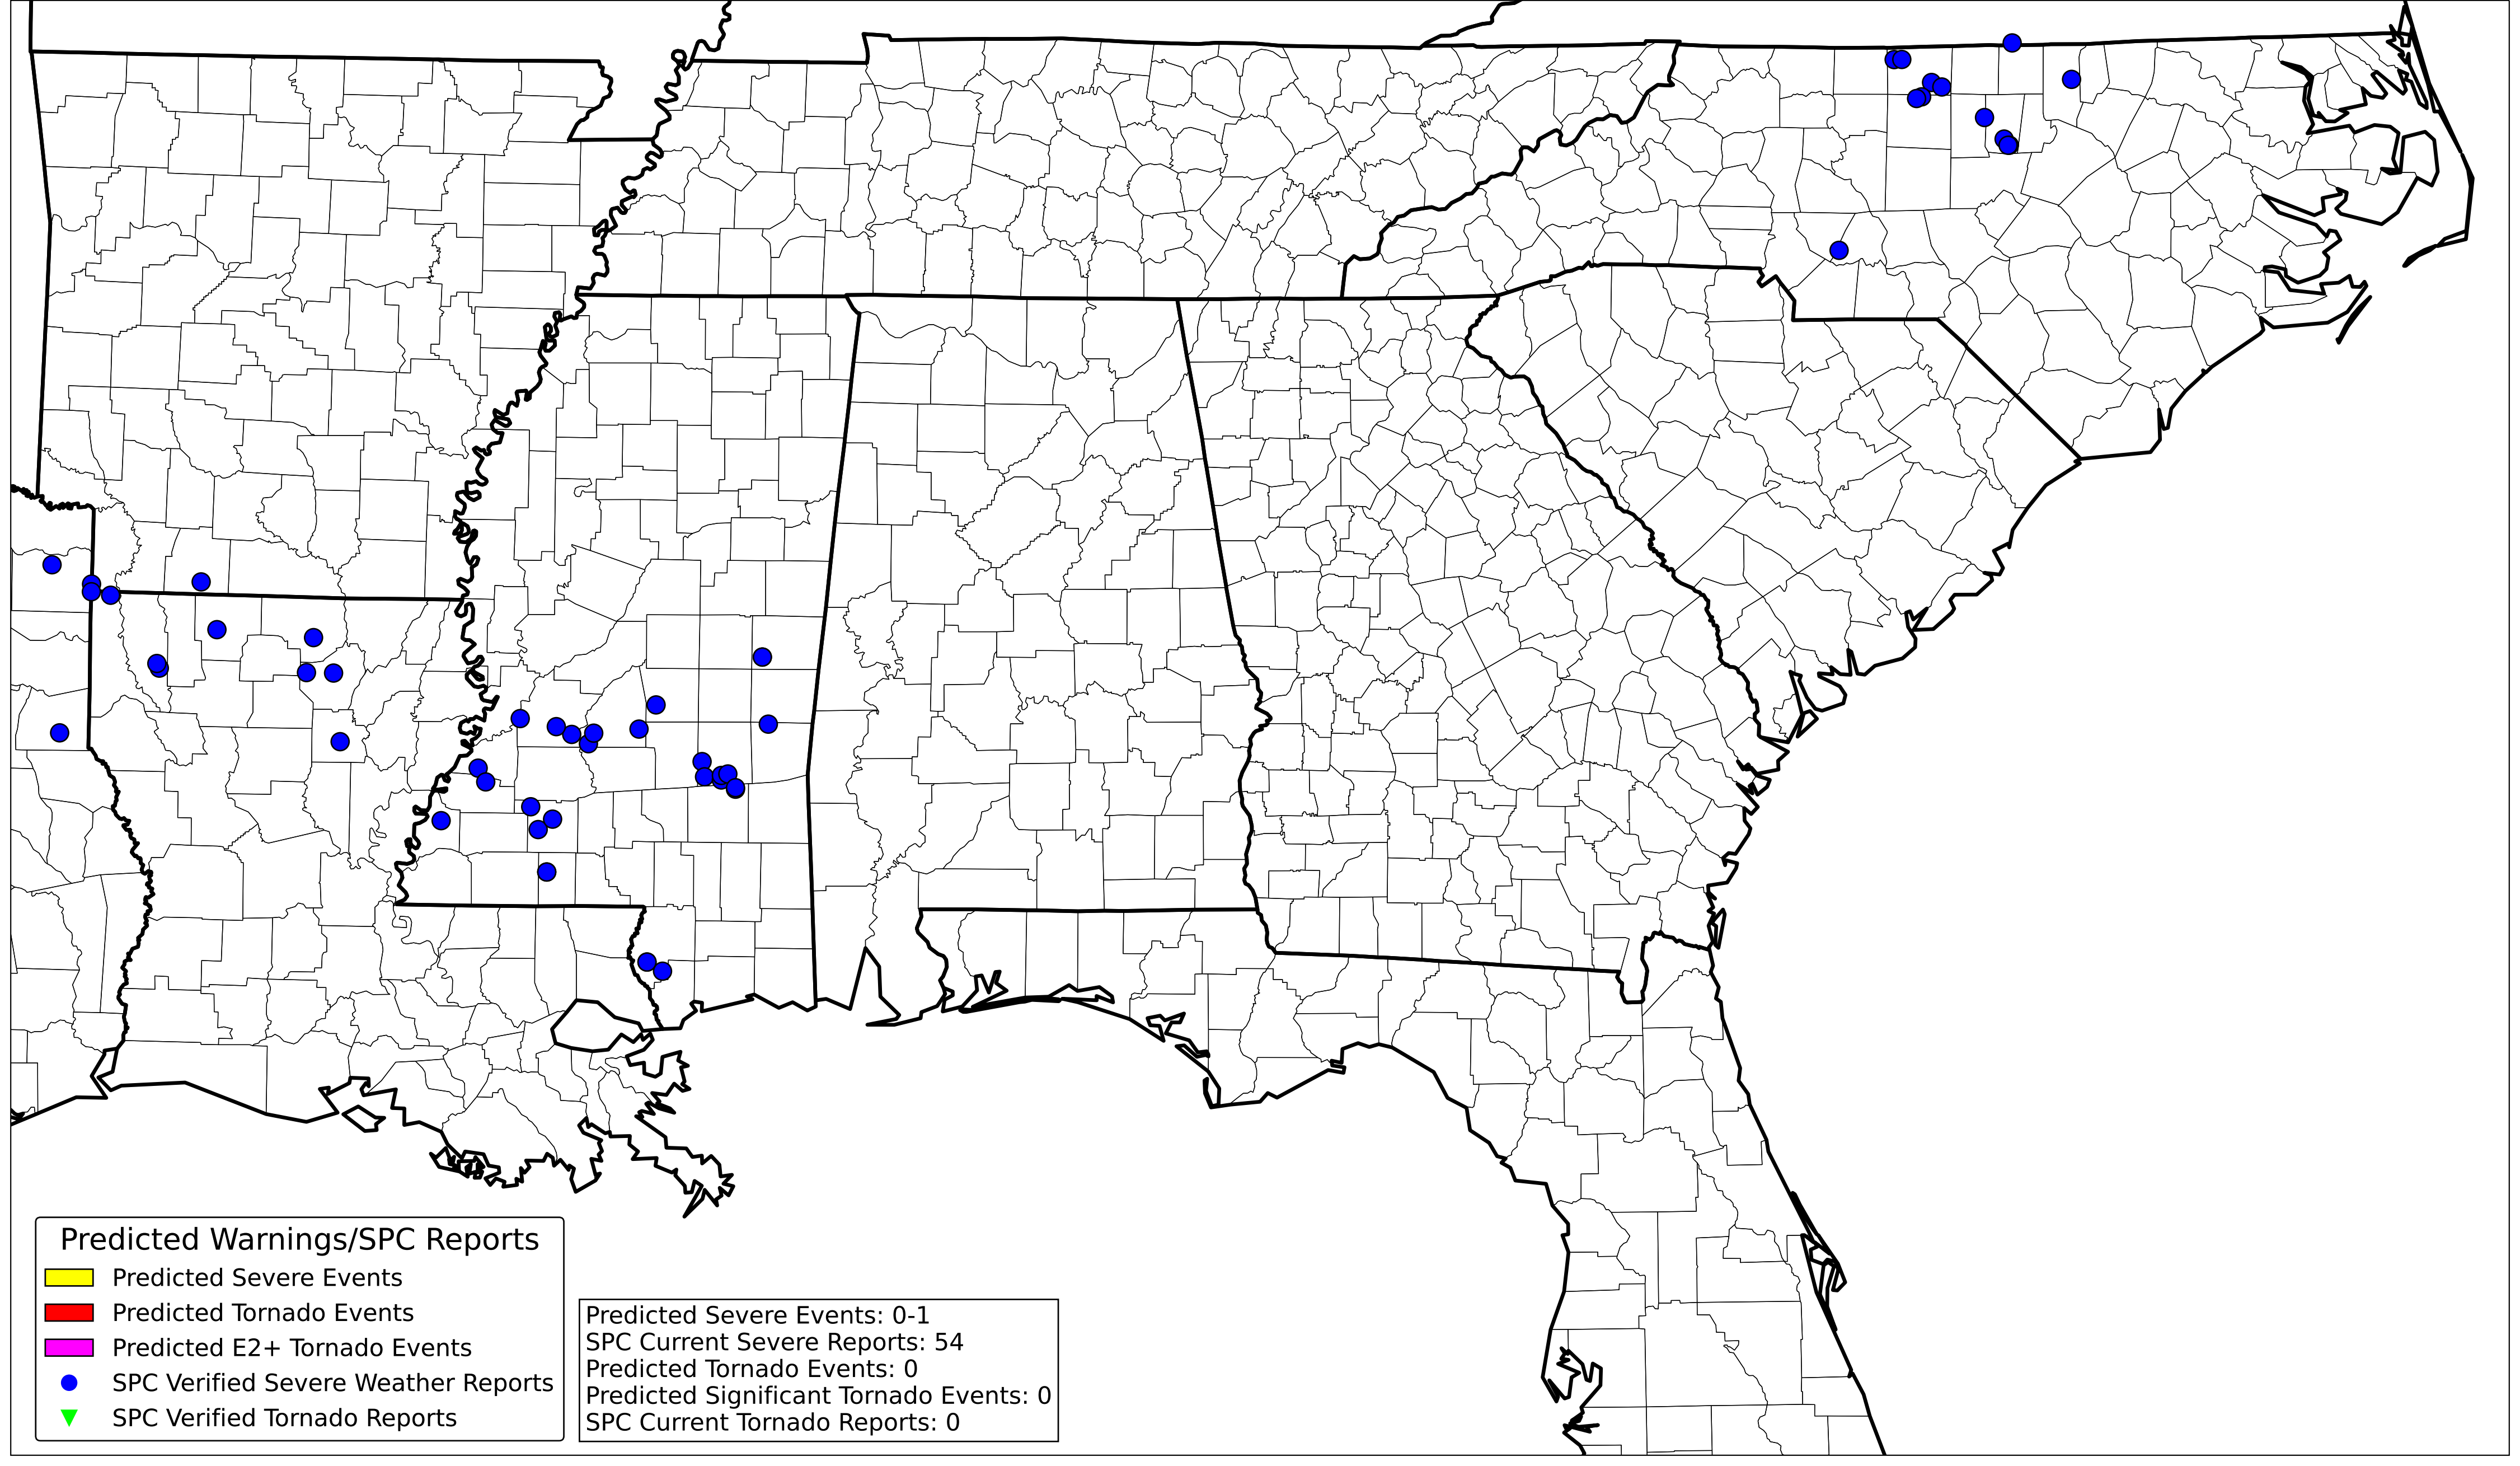 Predicted Warnings/SPC Reports
Predicted Severe Events
Predicted Tornado Events
Predicted E2+ Tornado Events
SPC Verified Severe Weather Reports
SPC Verified Tornado Reports
Predicted Severe Events: 0-1
SPC Current Severe Reports: 54
Predicted Tornado Events: 0
Predicted Significant Tornado Events: 0
SPC Current Tornado Reports: 0